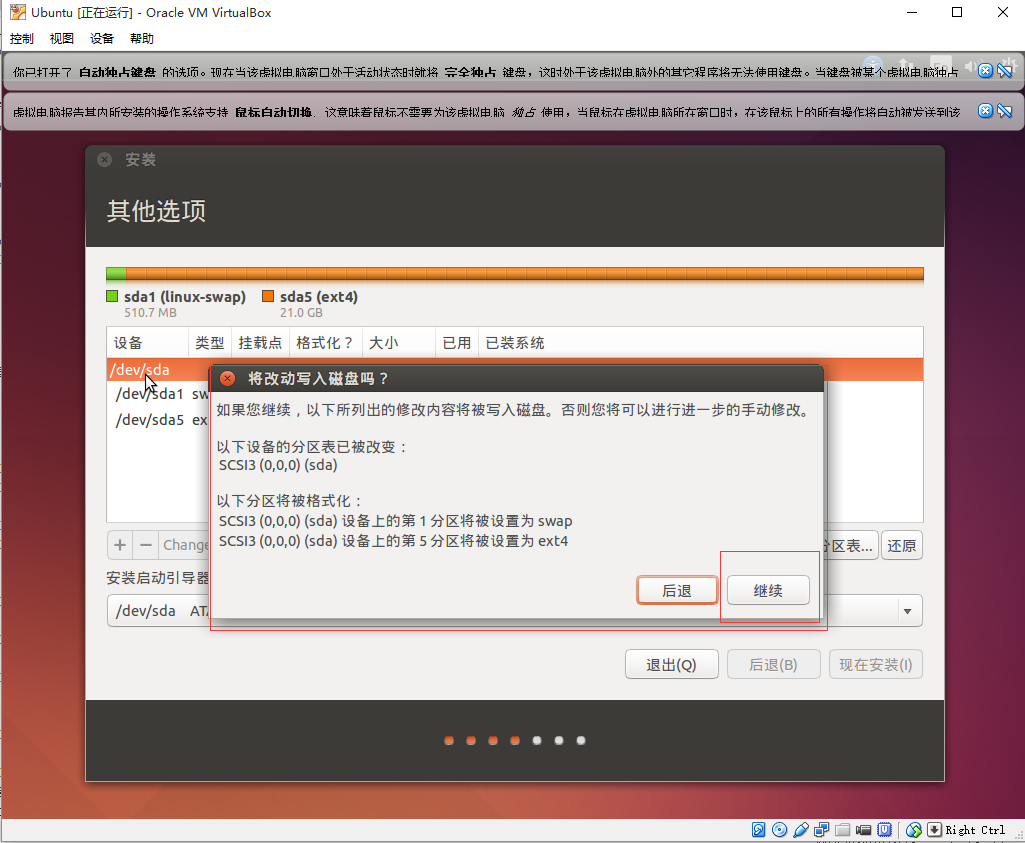 Ubuntu [正在运行] - Oracle VM VirtualBox
控制 视图 设备 帮助
你已打开了 自动独占键盘 的选项。现在当该虚拟电脑窗口处于活动状态时就将 完全独占 键盘，这时处于该虚拟电脑外的其它程序将无法使用键盘。当键盘被某个虚拟电脑独占
虚拟电脑报告其内所安装的操作系统支持 鼠标自动切换. 这意味着鼠标不需要为该虚拟电脑 独占 使用，当鼠标在虚拟电脑所在窗口时，在该鼠标上的所有操作将自动被发送到该
安装
其他选项
sda1 (linux-swap) sda5 (ext4)
510.7 MB 21.0 GB
设备 类型 挂载点 格式化？ 大小 已用 已装系统
/dev/sda
/dev/sda1 sw
/dev/sda5 ex
将改动写入磁盘吗？
如果您继续，以下所列出的修改内容将被写入磁盘。否则您将可以进行进一步的手动修改。
以下设备的分区表已被改变：
SCSI3 (0,0,0) (sda)
以下分区将被格式化：
SCSI3 (0,0,0) (sda) 设备上的第 1 分区将被设置为 swap
SCSI3 (0,0,0) (sda) 设备上的第 5 分区将被设置为 ext4
后退 继续
+ − Change 分区表... 还原
安装启动引导器
/dev/sda ATA
退出(Q) 后退(B) 现在安装(I)
Right Ctrl